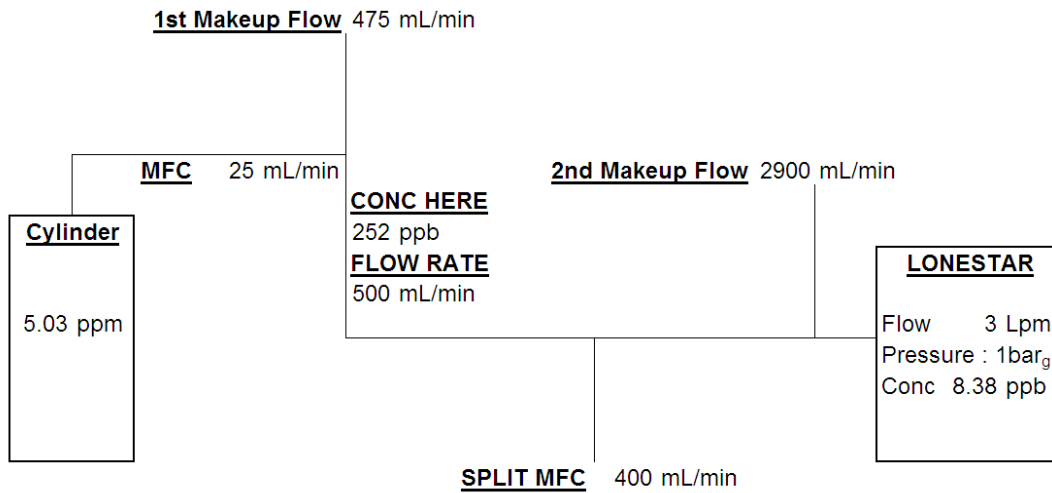 1st Makeup Flow 475 mL/min
MFC 25 mL/min
2nd Makeup Flow 2900 mL/min
CONC HERE
252 ppb
FLOW RATE
500 mL/min
Cylinder
5.03 ppm
LONESTAR
Flow 3 Lpm
Pressure : 1barg
Conc 8.38 ppb
SPLIT MFC 400 mL/min